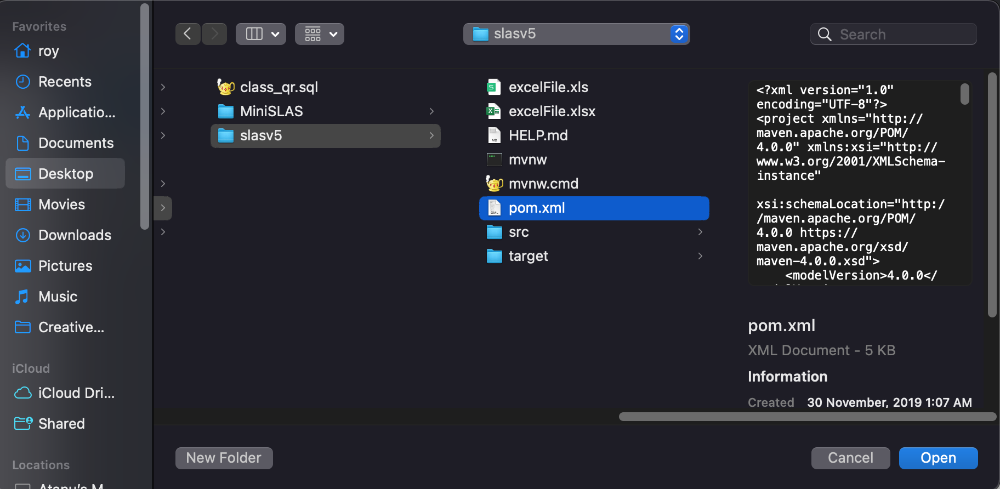 Favorites
roy
Recents
Applicatio...
Documents
Desktop
Movies
Downloads
Pictures
Music
Creative...
iCloud
iCloud Dri...
Shared
Locations
Atanu's M
slasv5
Search
class_qr.sql
MiniSLAS
slasv5
excelFile.xls
excelFile.xlsx
HELP.md
mvnw
mvnw.cmd
pom.xml
src
target
<?xml version="1.0"
encoding="UTF-8"?>
<project xmlns="http://
maven.apache.org/POM/
4.0.0" xmlns:xsi="http://
www.w3.org/2001/XMLSchema-
instance"
xsi:schemaLocation="http:/
/maven.apache.org/POM/
4.0.0 https://
maven.apache.org/xsd/
maven-4.0.0.xsd">
<modelVersion>4.0.0</
pom.xml
XML Document - 5 KB
Information
Created 30 November, 2019 1:07 AM
New Folder
Cancel
Open